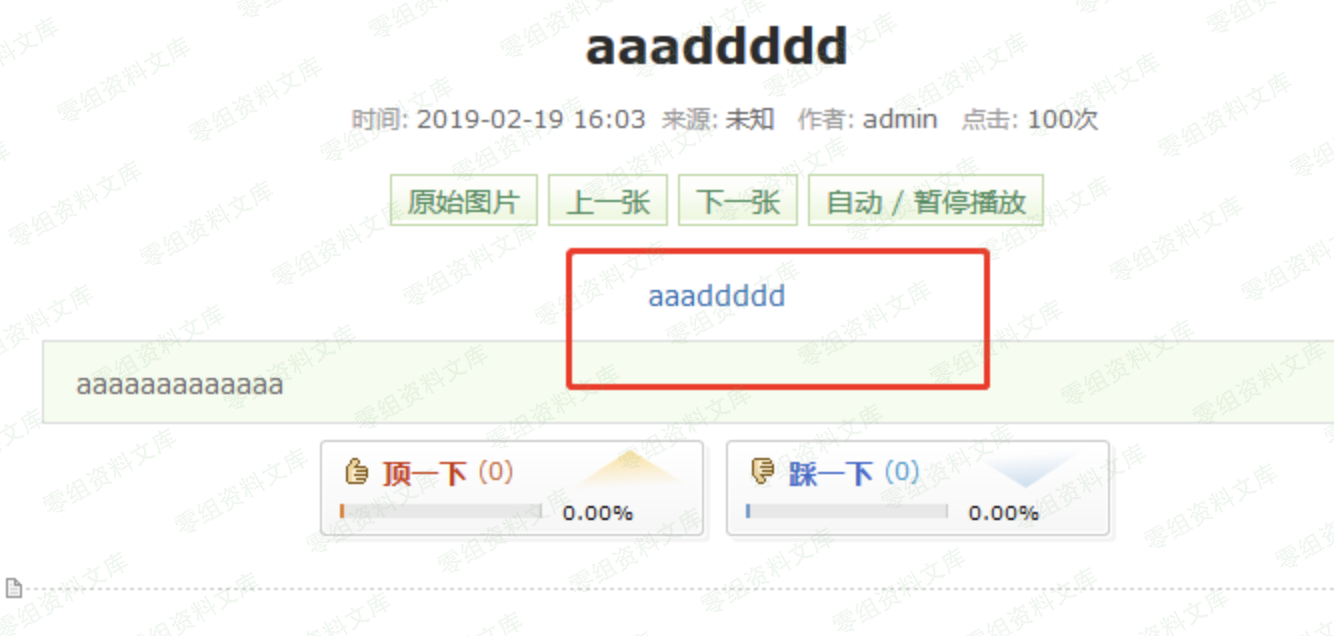 aaaddddd
时间: 2019-02-19 16:03 来源: 未知 作者: admin 点击: 100次
原始图片 上一张 下一张 自动 / 暂停播放
aaaddddd
aaaaaaaaaaaaa
顶一下 (0) 踩一下 (0)
0.00% 0.00%
零组资料文库